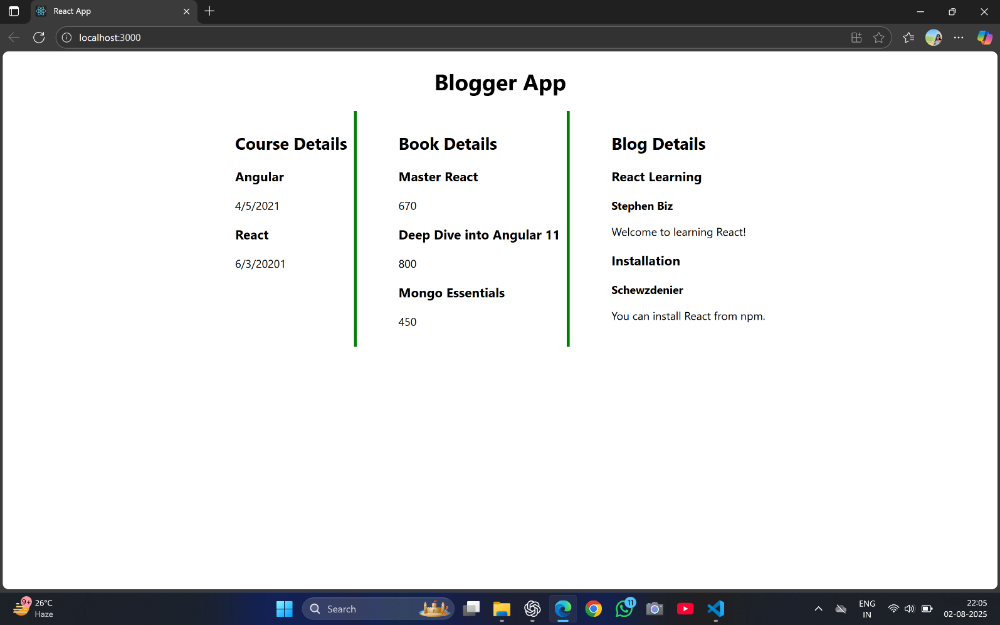 React App
localhost:3000
Blogger App
Course Details
Angular
4/5/2021
React
6/3/20201
Book Details
Master React
670
Deep Dive into Angular 11
800
Mongo Essentials
450
Blog Details
React Learning
Stephen Biz
Welcome to learning React!
Installation
Schewzdenier
You can install React from npm.
9+
26°C
Haze
Search
11
ENG
IN
22:05
02-08-2025